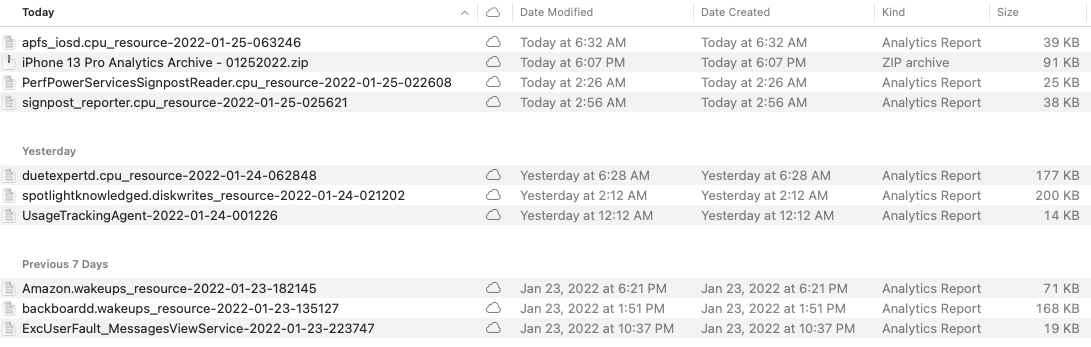 Today Date Modified Date Created Kind Size
apfs_iosd.cpu_resource-2022-01-25-063246 Today at 6:32 AM Today at 6:32 AM Analytics Report 39 KB
iPhone 13 Pro Analytics Archive - 01252022.zip Today at 6:07 PM Today at 6:07 PM ZIP archive 91 KB
PerfPowerServicesSignpostReader.cpu_resource-2022-01-25-022608 Today at 2:26 AM Today at 2:26 AM Analytics Report 25 KB
signpost_reporter.cpu_resource-2022-01-25-025621 Today at 2:56 AM Today at 2:56 AM Analytics Report 38 KB
Yesterday
duetexpertd.cpu_resource-2022-01-24-062848 Yesterday at 6:28 AM Yesterday at 6:28 AM Analytics Report 177 KB
spotlightknowledged.diskwrites_resource-2022-01-24-021202 Yesterday at 2:12 AM Yesterday at 2:12 AM Analytics Report 200 KB
UsageTrackingAgent-2022-01-24-001226 Yesterday at 12:12 AM Yesterday at 12:12 AM Analytics Report 14 KB
Previous 7 Days
Amazon.wakeups_resource-2022-01-23-182145 Jan 23, 2022 at 6:21 PM Jan 23, 2022 at 6:21 PM Analytics Report 71 KB
backboardd.wakeups_resource-2022-01-23-135127 Jan 23, 2022 at 1:51 PM Jan 23, 2022 at 1:51 PM Analytics Report 168 KB
ExcUserFault_MessagesViewService-2022-01-23-223747 Jan 23, 2022 at 10:37 PM Jan 23, 2022 at 10:37 PM Analytics Report 19 KB